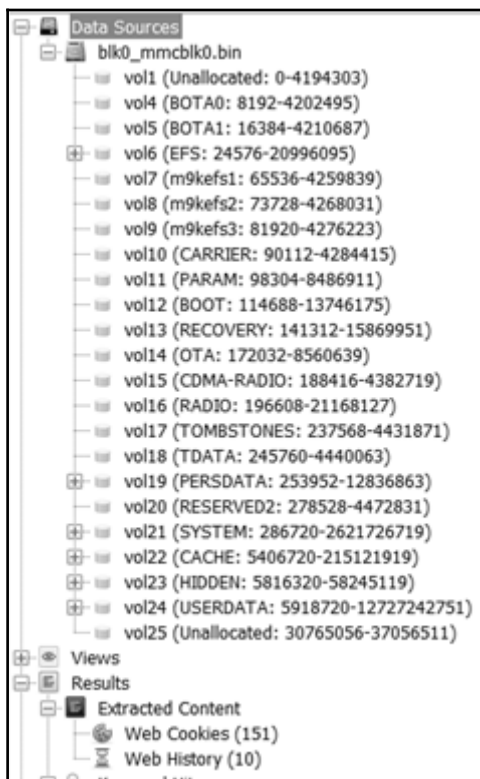 Data Sources
blk0_mmcblk0.bin
vol1 (Unallocated: 0-4194303)
vol4 (BOTA0: 8192-4202495)
vol5 (BOTA1: 16384-4210687)
vol6 (EFS: 24576-20996095)
vol7 (m9kefs1: 65536-4259839)
vol8 (m9kefs2: 73728-4268031)
vol9 (m9kefs3: 81920-4276223)
vol10 (CARRIER: 90112-4284415)
vol11 (PARAM: 98304-8486911)
vol12 (BOOT: 114688-13746175)
vol13 (RECOVERY: 141312-15869951)
vol14 (OTA: 172032-8560639)
vol15 (CDMA-RADIO: 188416-4382719)
vol16 (RADIO: 196608-21168127)
vol17 (TOMBSTONES: 237568-4431871)
vol18 (TDATA: 245760-4440063)
vol19 (PERSDATA: 253952-12836863)
vol20 (RESERVED2: 278528-4472831)
vol21 (SYSTEM: 286720-2621726719)
vol22 (CACHE: 5406720-215121919)
vol23 (HIDDEN: 5816320-58245119)
vol24 (USERDATA: 5918720-12727242751)
vol25 (Unallocated: 30765056-37056511)
Views
Results
Extracted Content
Web Cookies (151)
Web History (10)